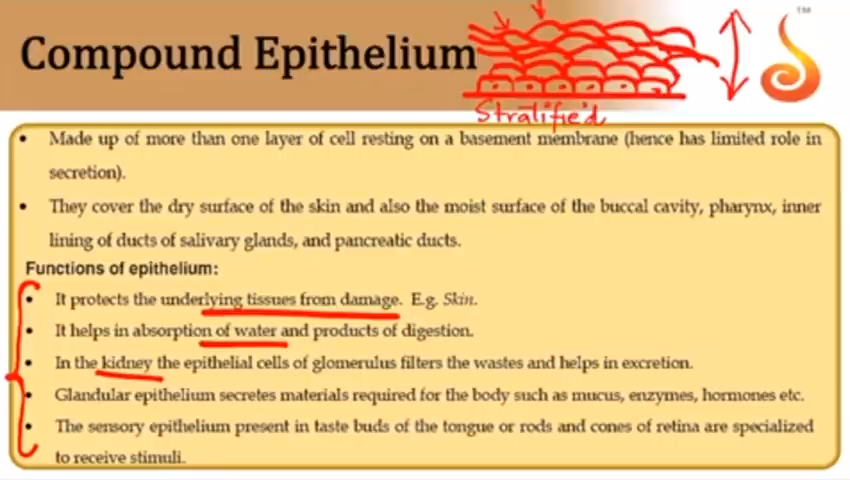 TM
Compound Epithelium
Stratified
• Made up of more than one layer of cell resting on a basement membrane (hence has limited role in
secretion).
• They cover the dry surface of the skin and also the moist surface of the buccal cavity, pharynx, inner
lining of ducts of salivary glands, and pancreatic ducts.
Functions of epithelium:
• It protects the underlying tissues from damage. E.g. Skin.
• It helps in absorption of water and products of digestion.
• In the kidney the epithelial cells of glomerulus filters the wastes and helps in excretion.
• Glandular epithelium secretes materials required for the body such as mucus, enzymes, hormones etc.
• The sensory epithelium present in taste buds of the tongue or rods and cones of retina are specialized
to receive stimuli.